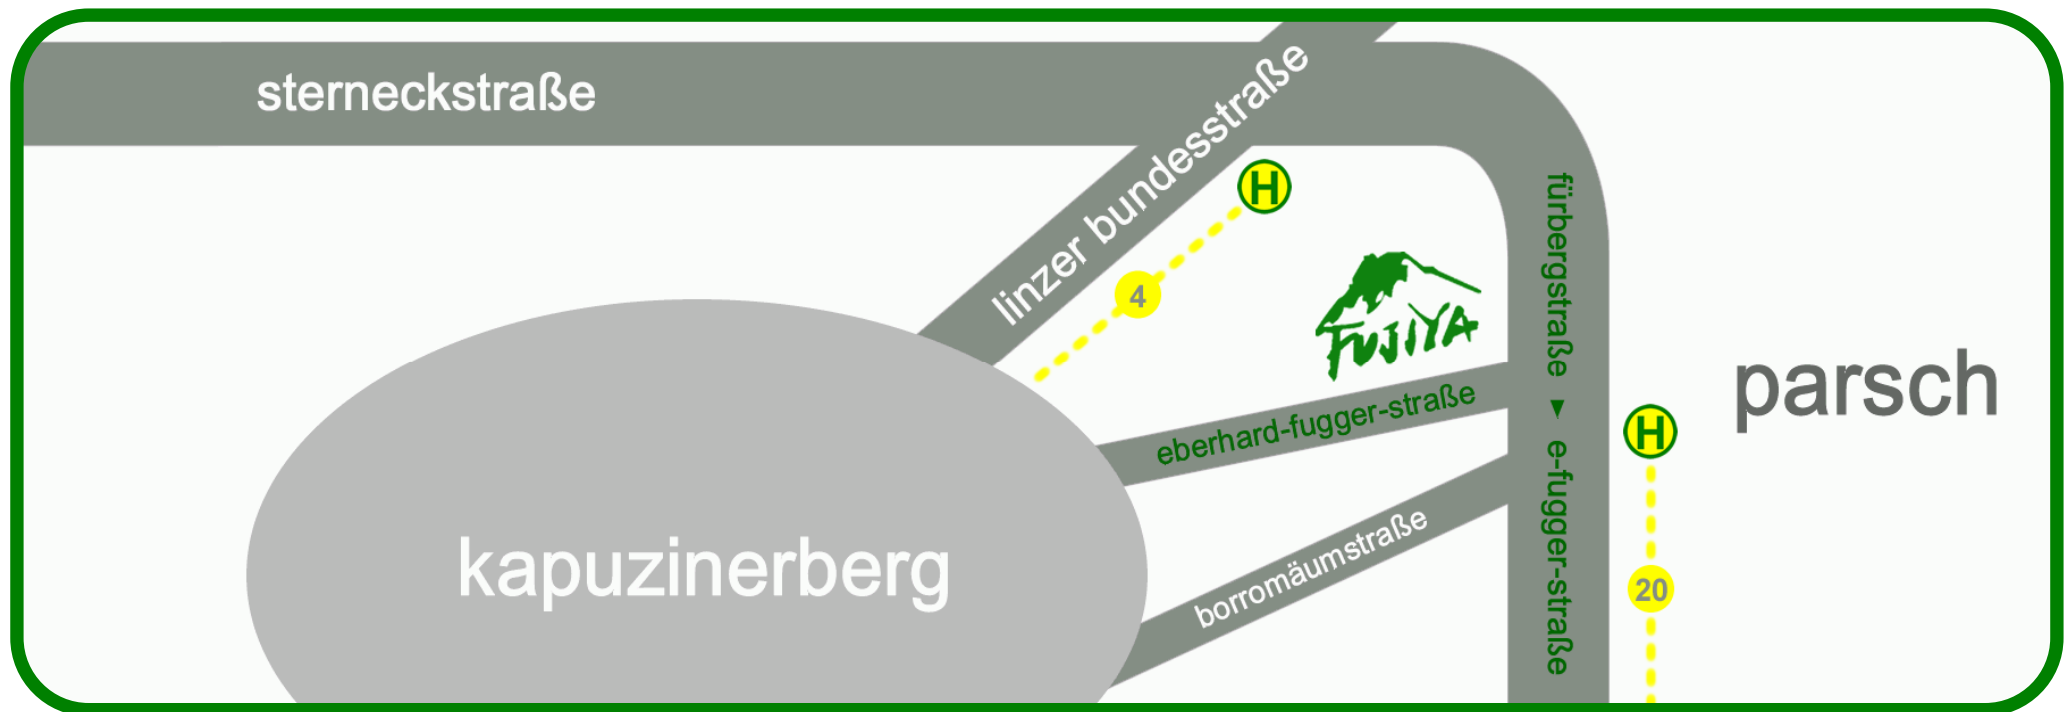 sterneckstraße
linzer bundesstraße
H
4
FUJIYA
fürbergstraße ► e-fugger-straße
parsch
eberhard-fugger-straße
H
borromäumstraße
kapuzinerberg
20